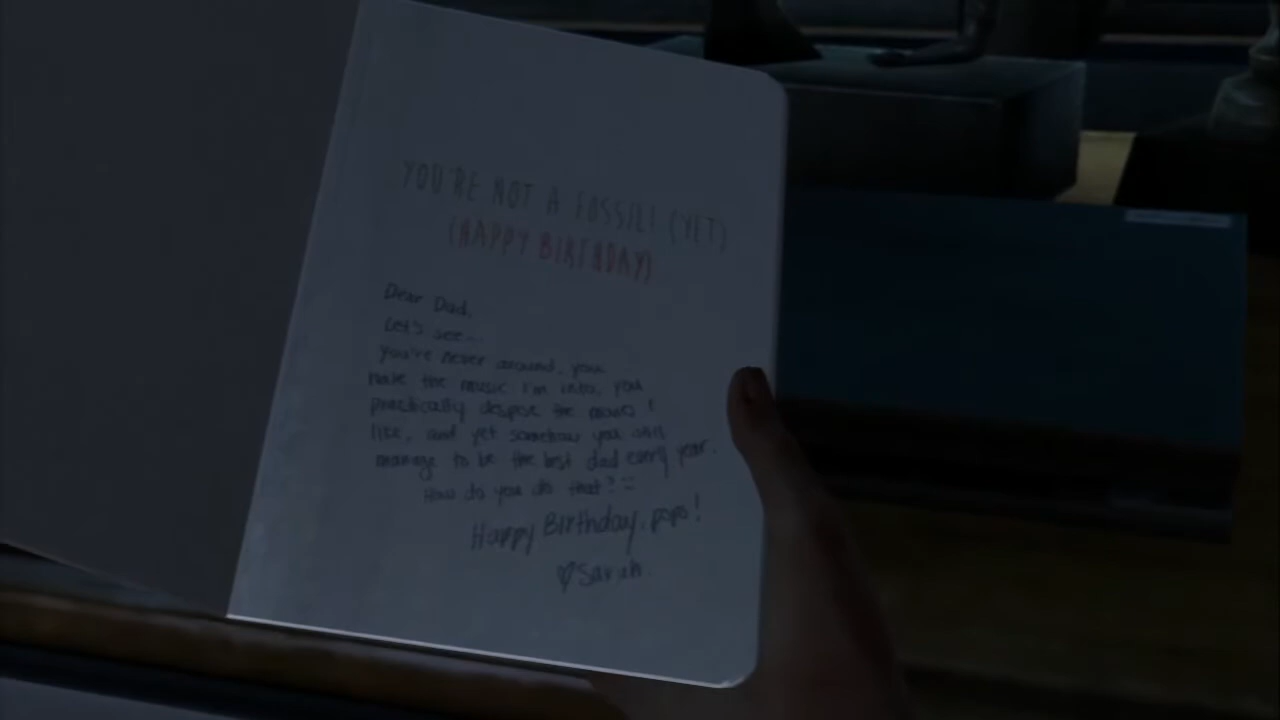 YOU'RE NOT A FOSSIL! (YET)
(HAPPY BIRTHDAY)
Dear Dad,
Let's see...
You're never around, you
hate the music I'm into, you
practically despise the movies I
like, and yet somehow you still
manage to be the best dad every year.
How do you do that? :-
Happy Birthday, pops!
♡Sarah